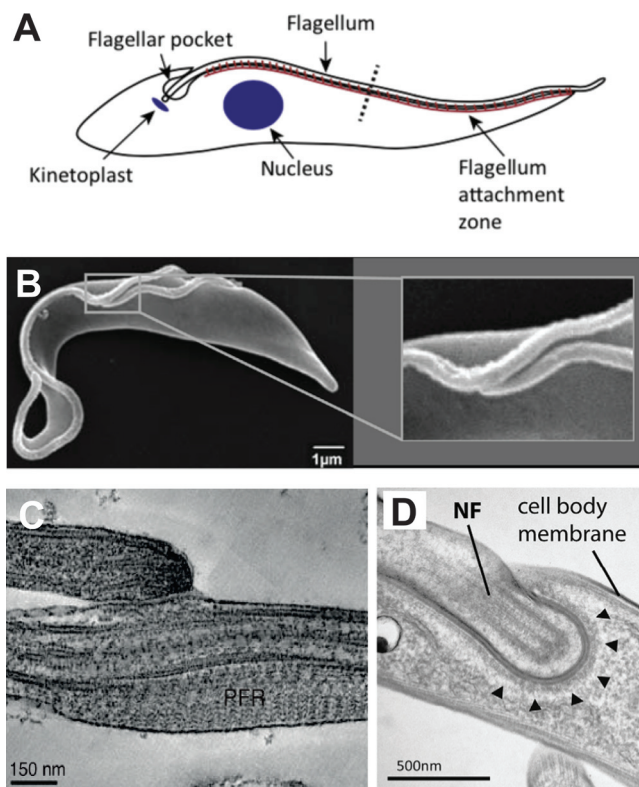 A
Flagellar pocket
Flagellum
Kinetoplast
Nucleus
Flagellum
attachment
zone
B
1µm
C
PFR
150 nm
D
NF
cell body
membrane
500nm